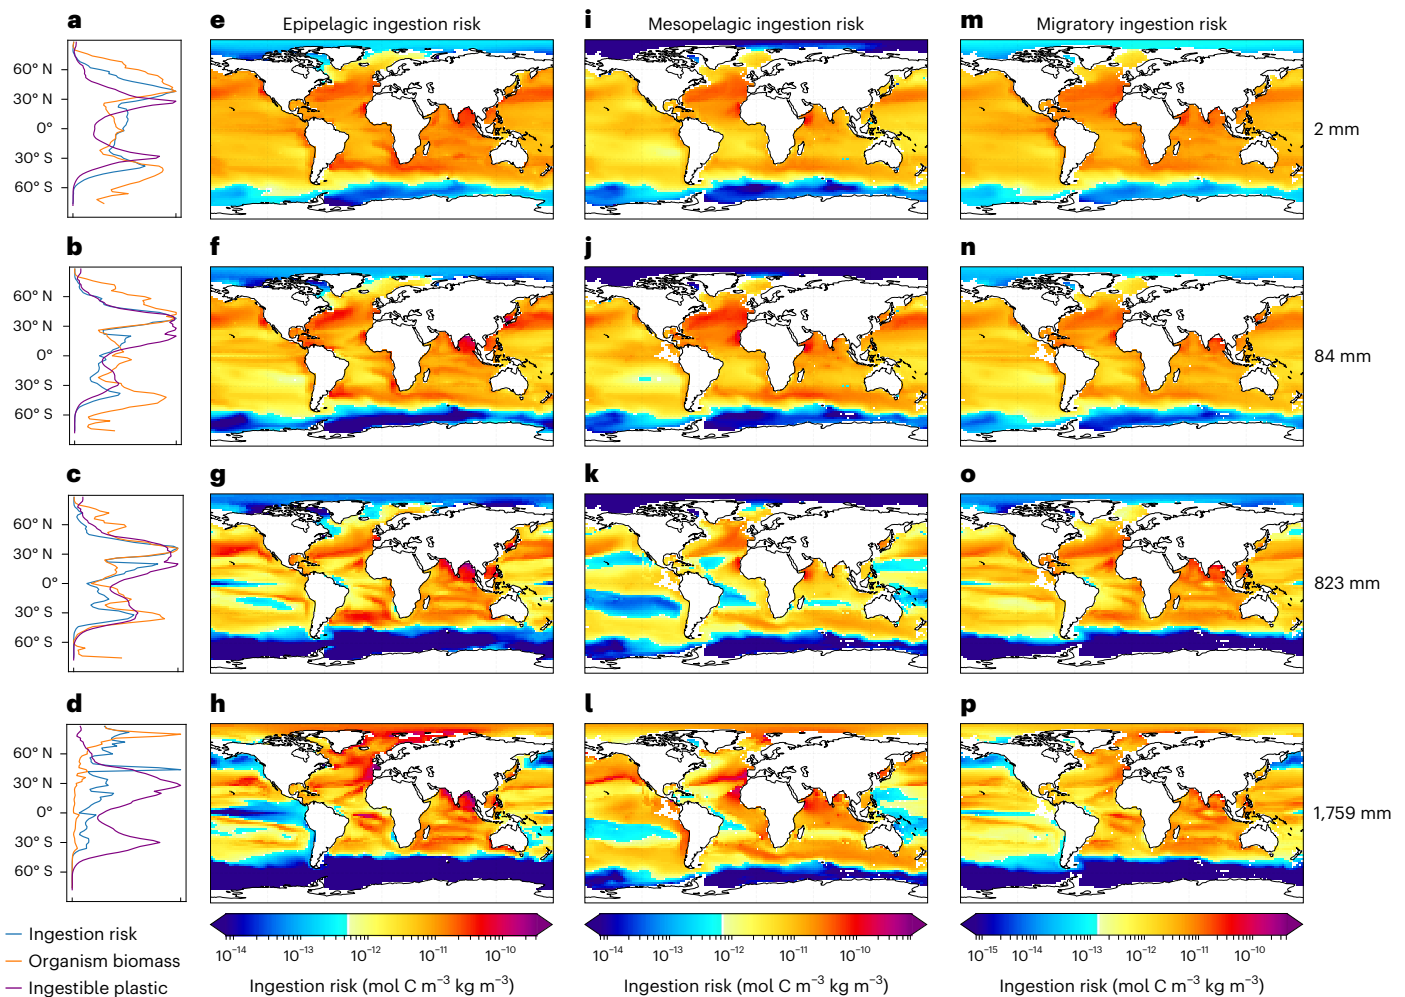 a e Epipelagic ingestion risk i Mesopelagic ingestion risk m Migratory ingestion risk
60° N
30° N
0°
30° S
60° S
2 mm
b f j n
60° N
30° N
0°
30° S
60° S
84 mm
c g k o
60° N
30° N
0°
30° S
60° S
823 mm
d h l p
60° N
30° N
0°
30° S
60° S
1,759 mm
10⁻¹⁴ 10⁻¹³ 10⁻¹² 10⁻¹¹ 10⁻¹⁰ 10⁻¹⁴ 10⁻¹³ 10⁻¹² 10⁻¹¹ 10⁻¹⁰ 10⁻¹⁵ 10⁻¹⁴ 10⁻¹³ 10⁻¹² 10⁻¹¹ 10⁻¹⁰
Ingestion risk (mol C m⁻³ kg m⁻³) Ingestion risk (mol C m⁻³ kg m⁻³) Ingestion risk (mol C m⁻³ kg m⁻³)
Ingestion risk
Organism biomass
Ingestible plastic